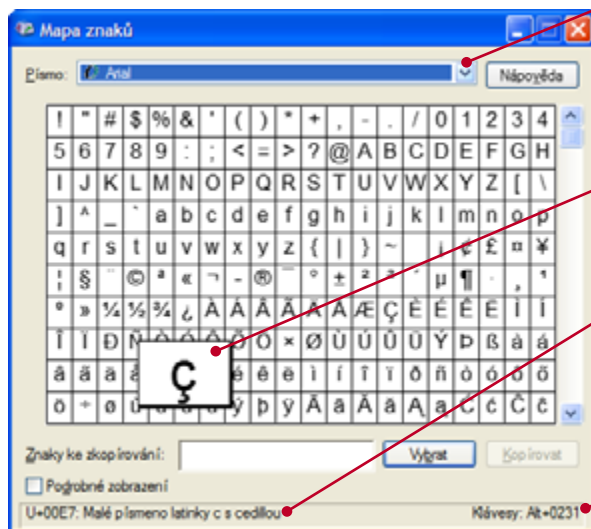 Mapa znaků
Písmo: Arial Nápověda
! " # $ % & ' ( ) * + , - . / 0 1 2 3 4
5 6 7 8 9 : ; < = > ? @ A B C D E F G H
I J K L M N O P Q R S T U V W X Y Z [ \
] ^ _ ` a b c d e f g h i j k l m n o p
q r s t u v w x y z { | } ~ ¡ ¢ £ ¤ ¥
¦ § ¨ © ª « ¬ - ® ¯ ° ± ² ³ ´ µ ¶ · ¸ ¹
º » ¼ ½ ¾ ¿ À Á Â Ã Ä Å Æ Ç È É Ê Ë Ì Í
Î Ï Ð Ñ Ò Ó Ô Õ Ö × Ø Ù Ú Û Ü Ý Þ ß à á
â ã ä å ç é ê ë ì í î ï ð ñ ò ó ô õ
ö ÷ ø ù ý þ ÿ Ā ā Ă ă Ą ą Ć ć Ĉ ĉ
Znaky ke zkopírování: Vybrat Kopírovat
Podrobné zobrazení
U+00E7: Malé písmeno latinky c s cedillou Klávesy: Alt+0231